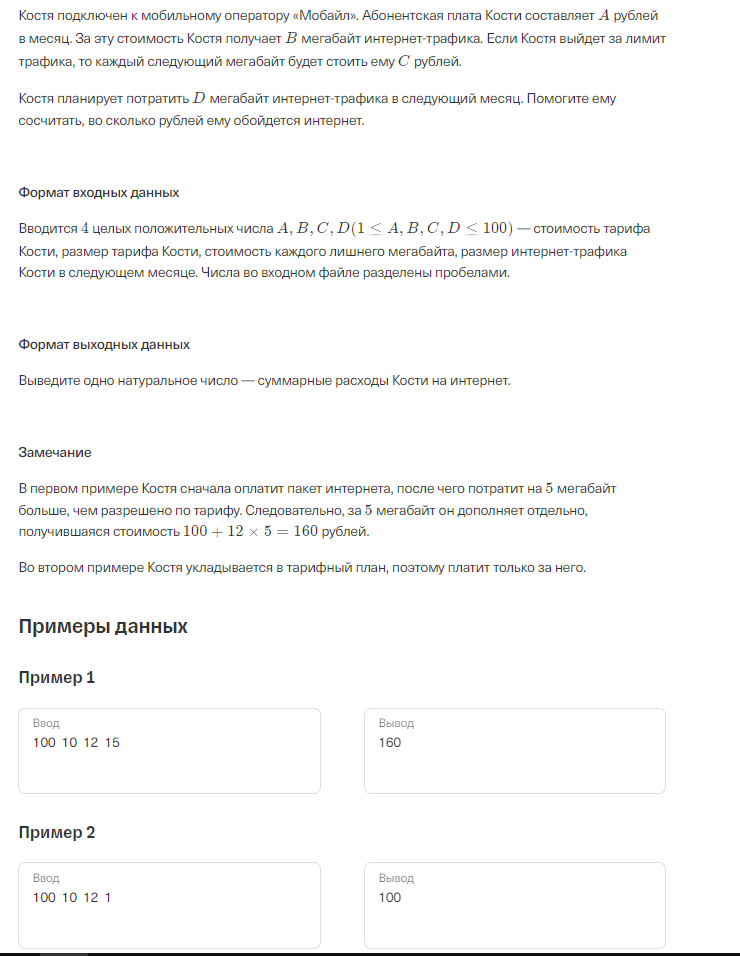 Костя подключен к мобильному оператору «Мобайл». Абонентская плата Кости составляет A рублей
в месяц. За эту стоимость Костя получает B мегабайт интернет-трафика. Если Костя выйдет за лимит
трафика, то каждый следующий мегабайт будет стоить ему C рублей.
Костя планирует потратить D мегабайт интернет-трафика в следующий месяц. Помогите ему
сосчитать, во сколько рублей ему обойдется интернет.
Формат входных данных
Вводится 4 целых положительных числа A, B, C, D(1 ≤ A, B, C, D ≤ 100) — стоимость тарифа
Кости, размер тарифа Кости, стоимость каждого лишнего мегабайта, размер интернет-трафика
Кости в следующем месяце. Числа во входном файле разделены пробелами.
Формат выходных данных
Выведите одно натуральное число — суммарные расходы Кости на интернет.
Замечание
В первом примере Костя сначала оплатит пакет интернета, после чего потратит на 5 мегабайт
больше, чем разрешено по тарифу. Следовательно, за 5 мегабайт он дополняет отдельно,
получившаяся стоимость 100 + 12 × 5 = 160 рублей.
Во втором примере Костя укладывается в тарифный план, поэтому платит только за него.
Примеры данных
Пример 1
Ввод
100 10 12 15
Вывод
160
Пример 2
Ввод
100 10 12 1
Вывод
100